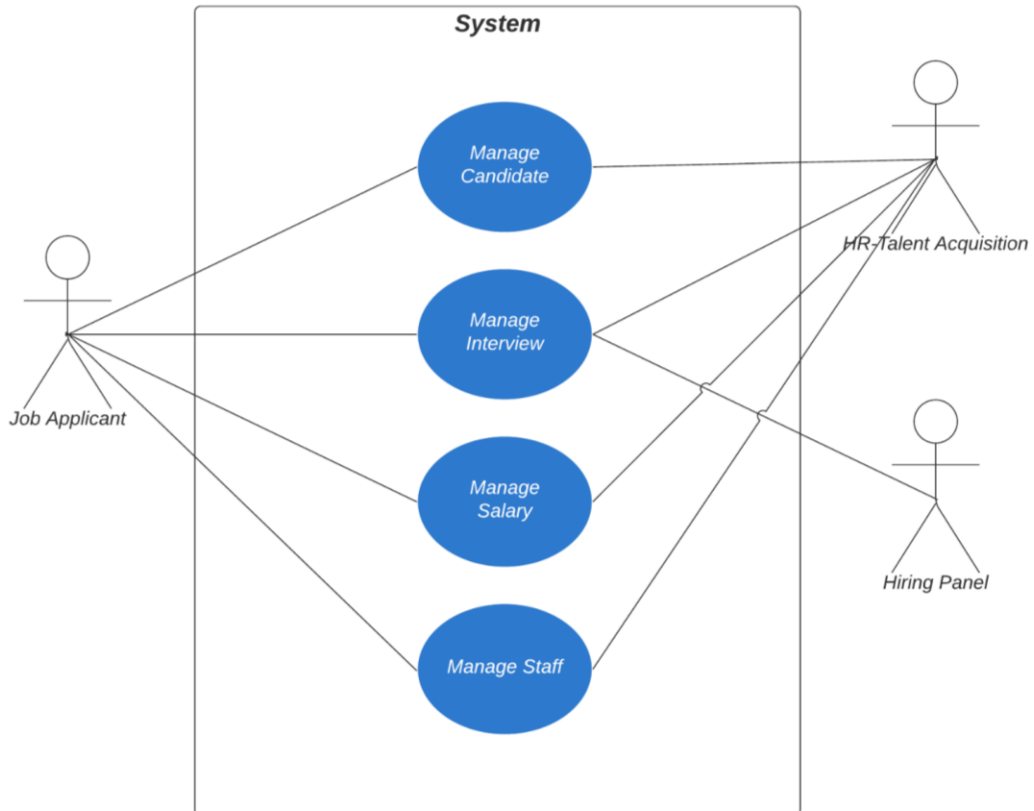 System
Manage
Candidate
HR-Talent Acquisition
Manage
Interview
Job Applicant
Manage
Salary
Hiring Panel
Manage Staff